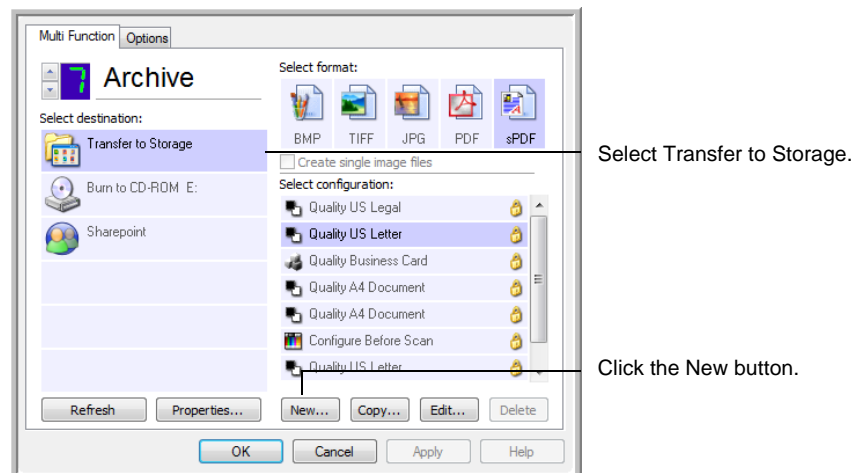 Multi Function
Options
7
Archive
Select destination:
Transfer to Storage
Burn to CD-ROM E:
Sharepoint
Select format:
BMP TIFF JPG PDF sPDF
Create single image files
Select configuration:
Quality US Legal
Quality US Letter
Quality Business Card
Quality A4 Document
Quality A4 Document
Configure Before Scan
Quality US Letter
Refresh
Properties...
New...
Copy...
Edit...
Delete
OK
Cancel
Apply
Help
Select Transfer to Storage.
Click the New button.